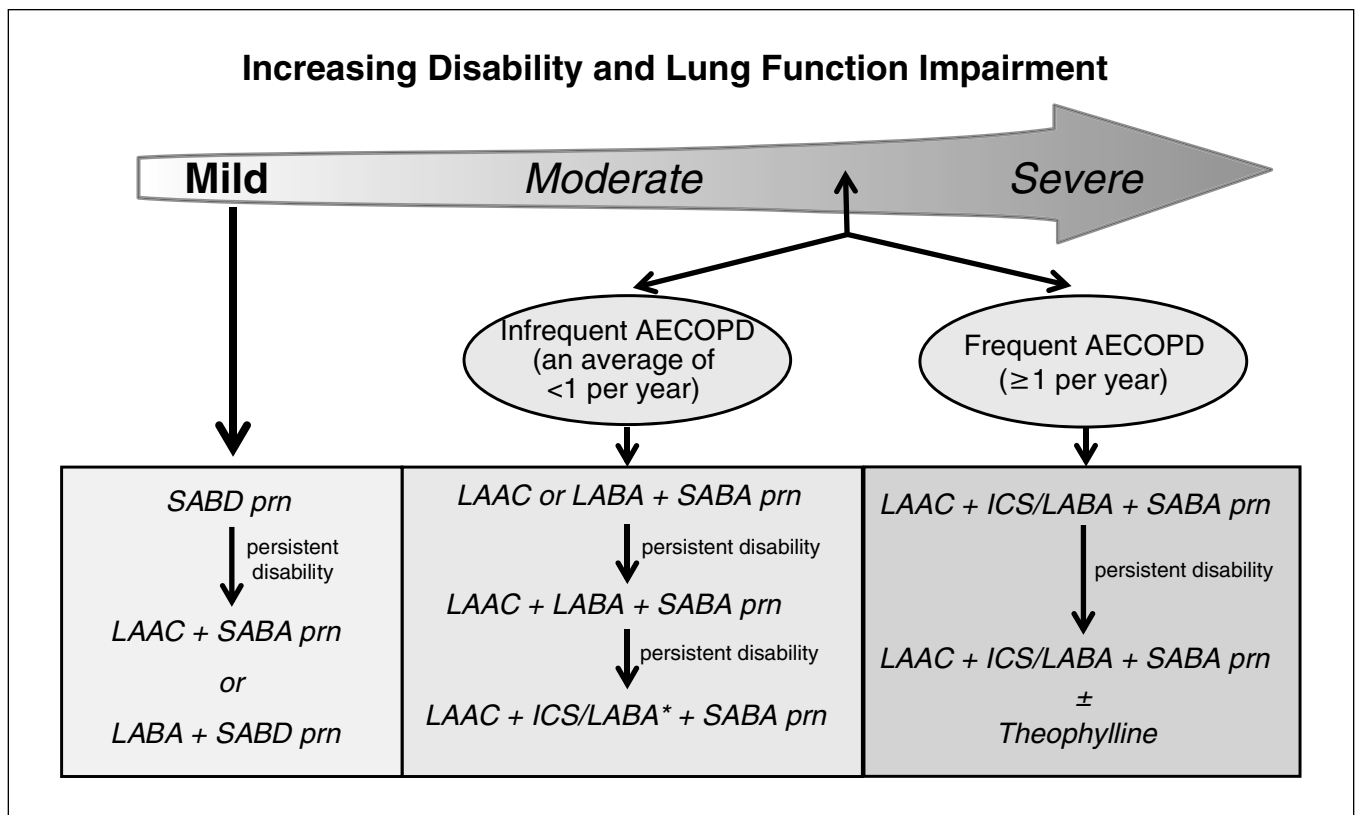 Increasing Disability and Lung Function Impairment
Mild
Moderate
Severe
Infrequent AECOPD
(an average of
<1 per year)
Frequent AECOPD
(≥1 per year)
SABD prn
persistent
disability
LAAC + SABA prn
or
LABA + SABD prn
LAAC or LABA + SABA prn
persistent disability
LAAC + LABA + SABA prn
persistent disability
LAAC + ICS/LABA* + SABA prn
LAAC + ICS/LABA + SABA prn
persistent disability
LAAC + ICS/LABA + SABA prn
±
Theophylline